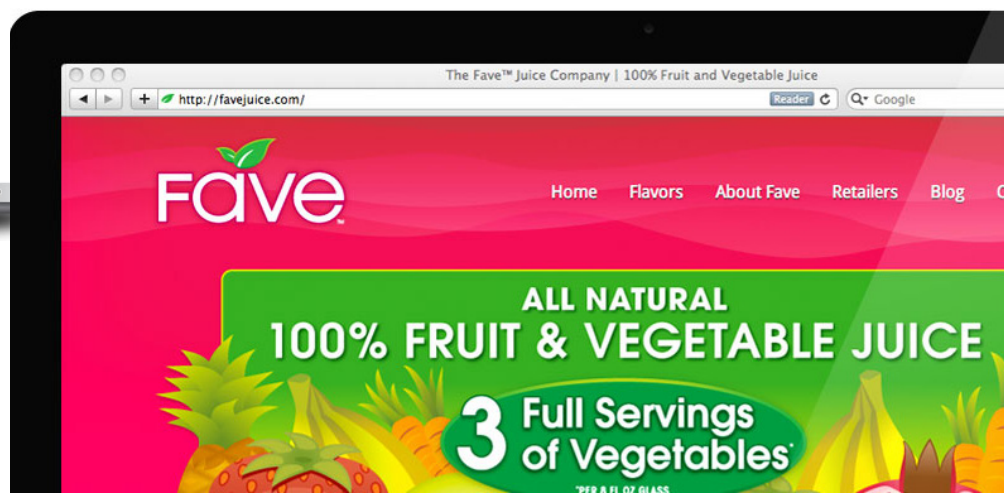 The Fave™ Juice Company | 100% Fruit and Vegetable Juice
http://favejuice.com/
Reader
Google
Fave™
Home Flavors About Fave Retailers Blog
ALL NATURAL
100% FRUIT & VEGETABLE JUICE
3 Full Servings
of Vegetables*
*PER 8 FL OZ GLASS